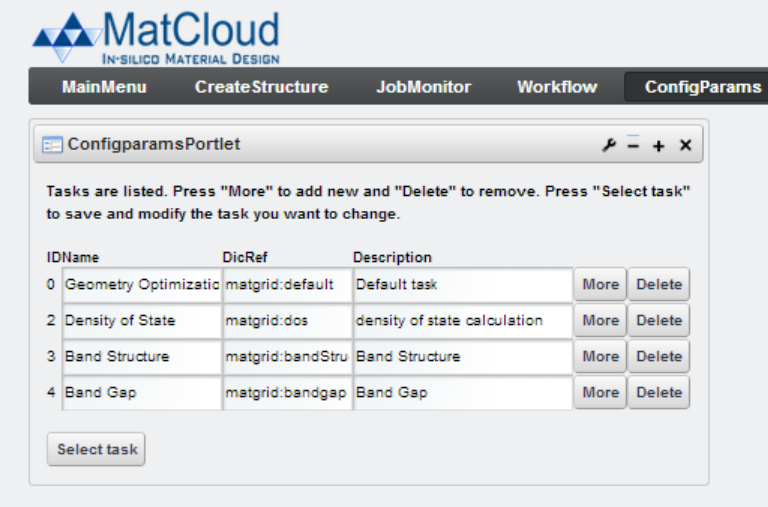 MatCloud
IN-SILICO MATERIAL DESIGN
MainMenu CreateStructure JobMonitor Workflow ConfigParams
ConfigparamsPortlet
Tasks are listed. Press "More" to add new and "Delete" to remove. Press "Select task"
to save and modify the task you want to change.
ID Name DicRef Description
0 Geometry Optimizatio matgrid:default Default task More Delete
2 Density of State matgrid:dos density of state calculation More Delete
3 Band Structure matgrid:bandStru Band Structure More Delete
4 Band Gap matgrid:bandgap Band Gap More Delete
Select task